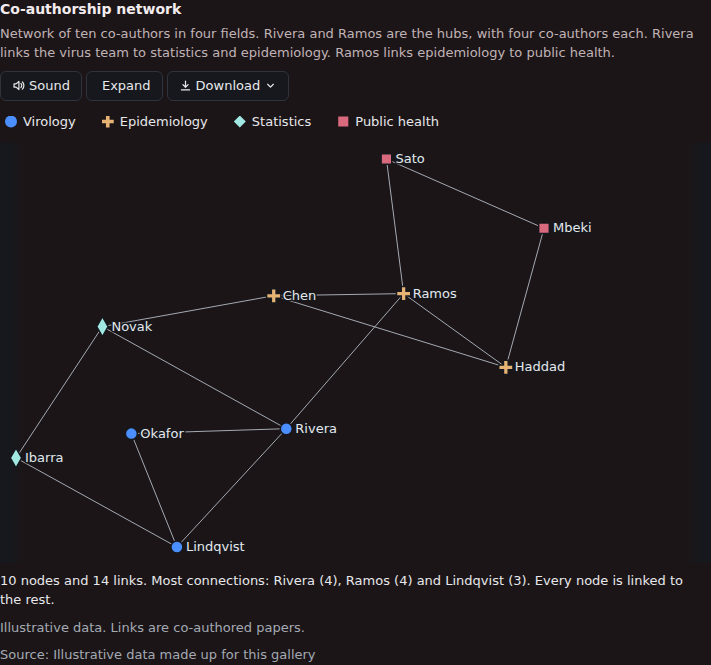 Co-authorship network
Network of ten co-authors in four fields. Rivera and Ramos are the hubs, with four co-authors each. Rivera
links the virus team to statistics and epidemiology. Ramos links epidemiology to public health.
Sound Expand Download
Virology Epidemiology Statistics Public health
Sato
Mbeki
Chen Ramos
Novak
Haddad
Okafor Rivera
Ibarra
Lindqvist
10 nodes and 14 links. Most connections: Rivera (4), Ramos (4) and Lindqvist (3). Every node is linked to
the rest.
Illustrative data. Links are co-authored papers.
Source: Illustrative data made up for this gallery